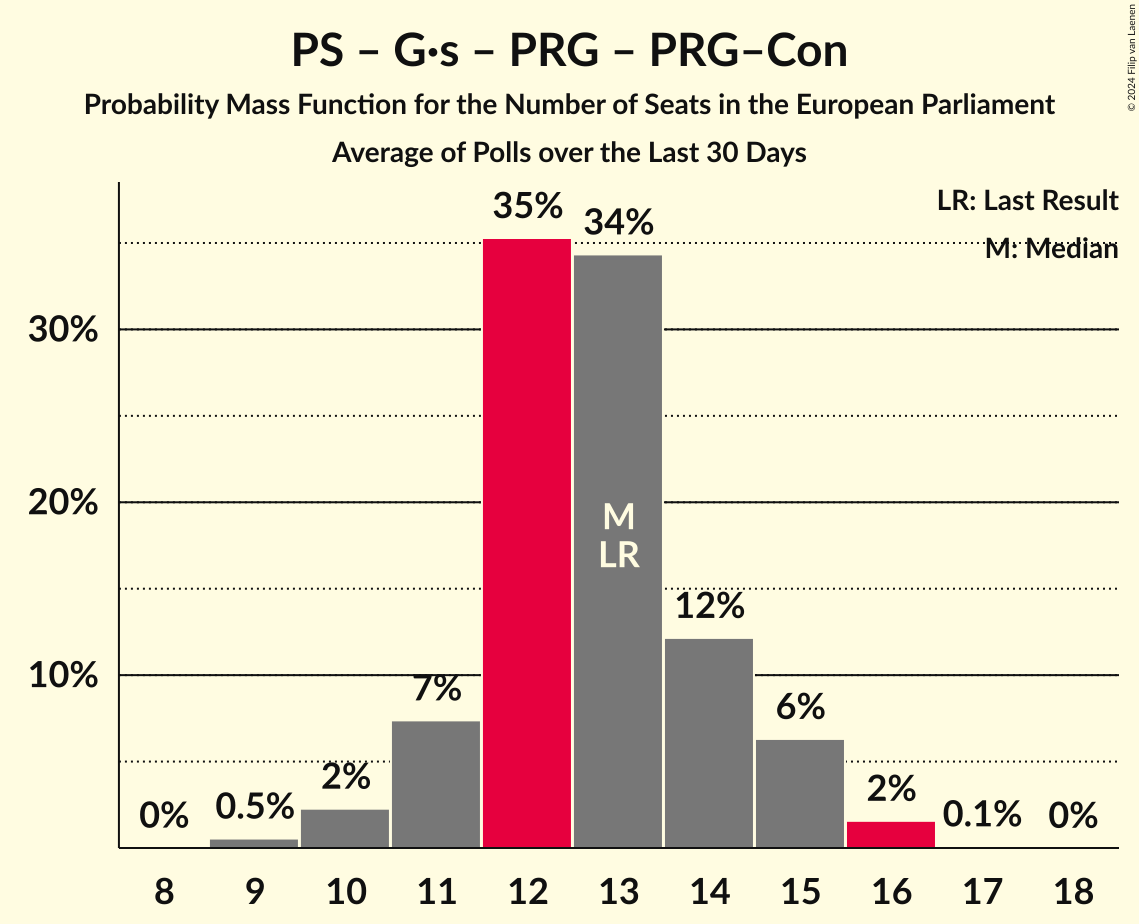 PS – G•s – PRG – PRG–Con
Probability Mass Function for the Number of Seats in the European Parliament
Average of Polls over the Last 30 Days
© 2024 Filip van Laenen
LR: Last Result
M: Median
35%
34%
30%
20%
M
LR
12%
10%
7%
6%
2%
2%
0%
0.5%
0.1%
0%
8 9 10 11 12 13 14 15 16 17 18